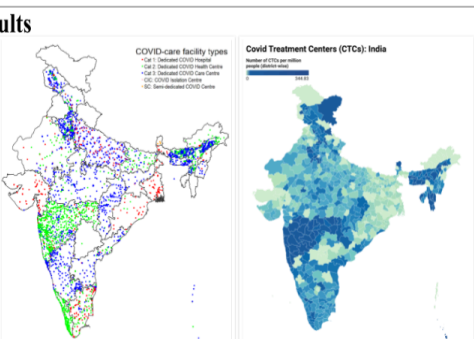 ults
COVID-care facility types
Cat 1: Dedicated COVID Hospital
Cat 2: Dedicated COVID Health Centre
Cat 3: Dedicated COVID Care Centre
CIC: COVID Isolation Centre
SC: Semi-dedicated COVID Centre
Covid Treatment Centers (CTCs): India
Number of CTCs per million
people (district-wise)
0